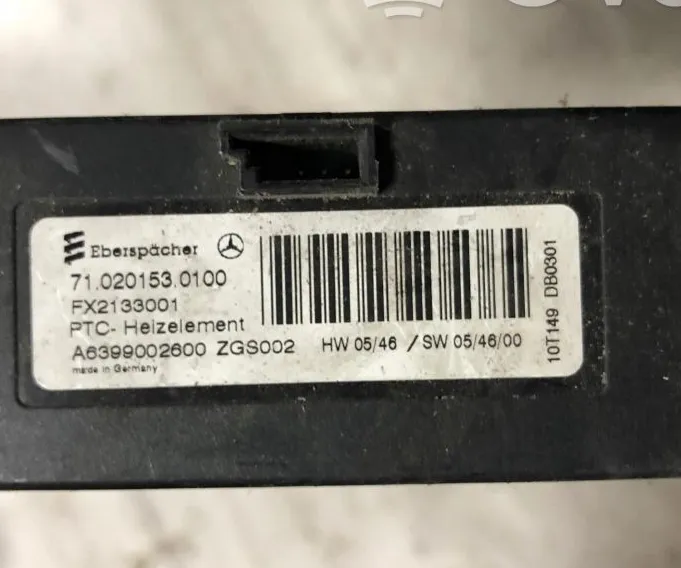 Eberspächer
71.020153.0100
FX2133001
PTC- Heizelement
A6399002600 ZGS002
made in Germany
HW 05/46 / SW 05/46/00
10T149 DB0301